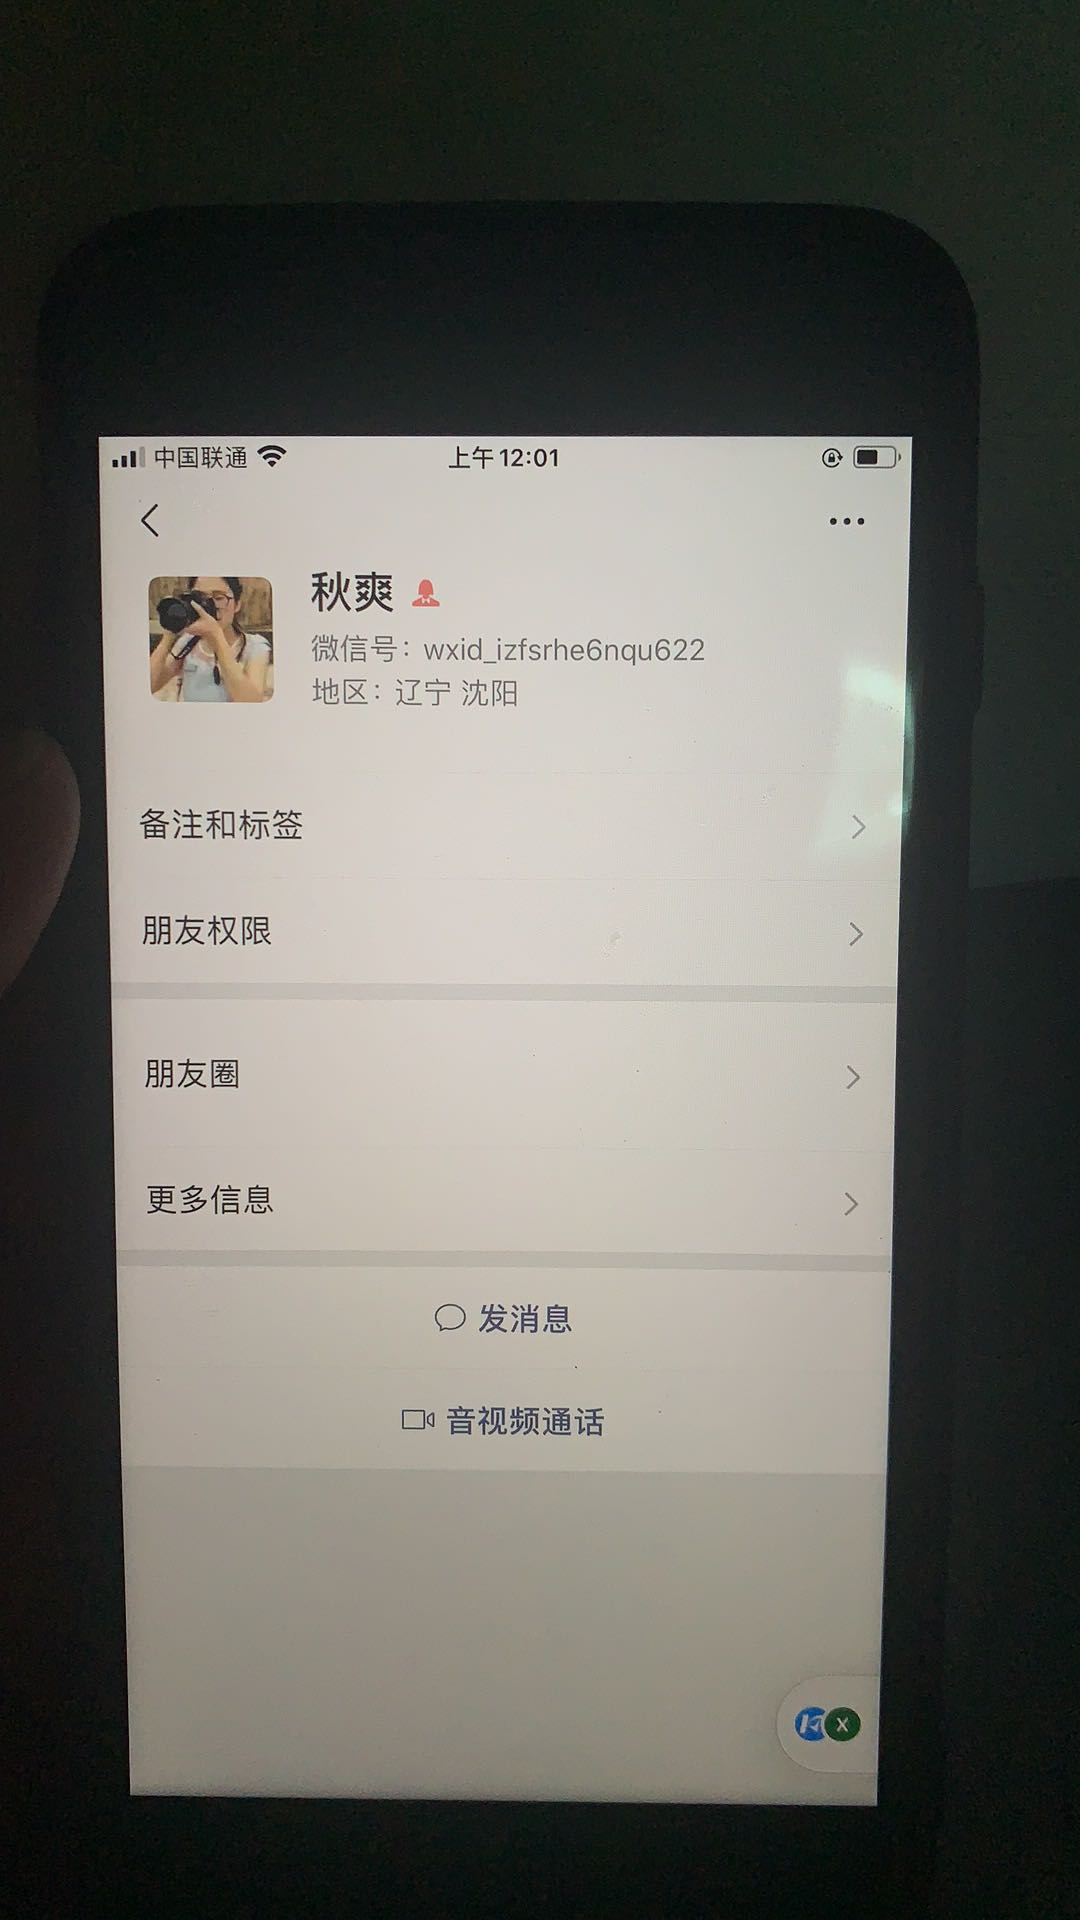 中国联通 上午12:01
秋爽
微信号：wxid_izfsrhe6nqu622
地区：辽宁 沈阳
备注和标签
朋友权限
朋友圈
更多信息
发消息
音视频通话
X